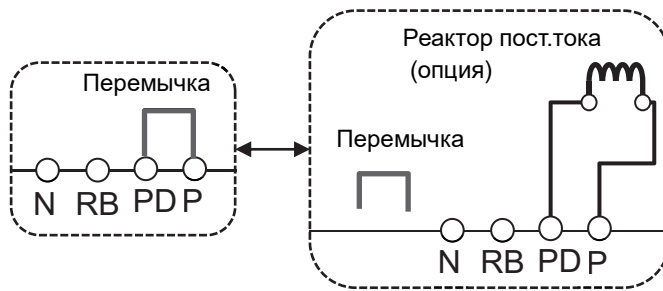 Перемычка
N RB PD P
Реактор пост.тока
(опция)
Перемычка
N RB PD P